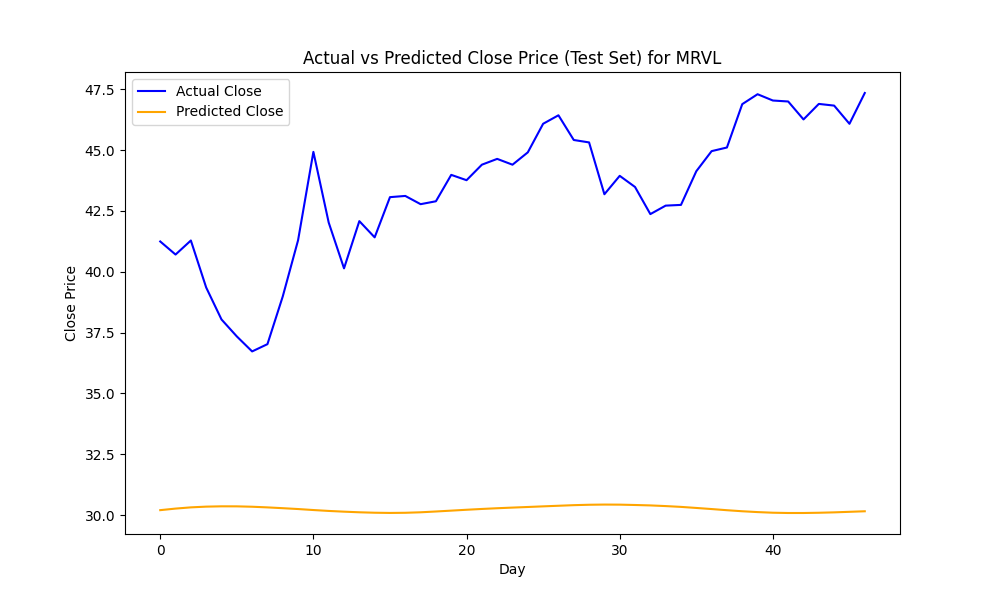 Actual vs Predicted Close Price (Test Set) for MRVL
Actual Close
Predicted Close
47.5
45.0
42.5
40.0
37.5
35.0
32.5
30.0
Close Price
0 10 20 30 40
Day